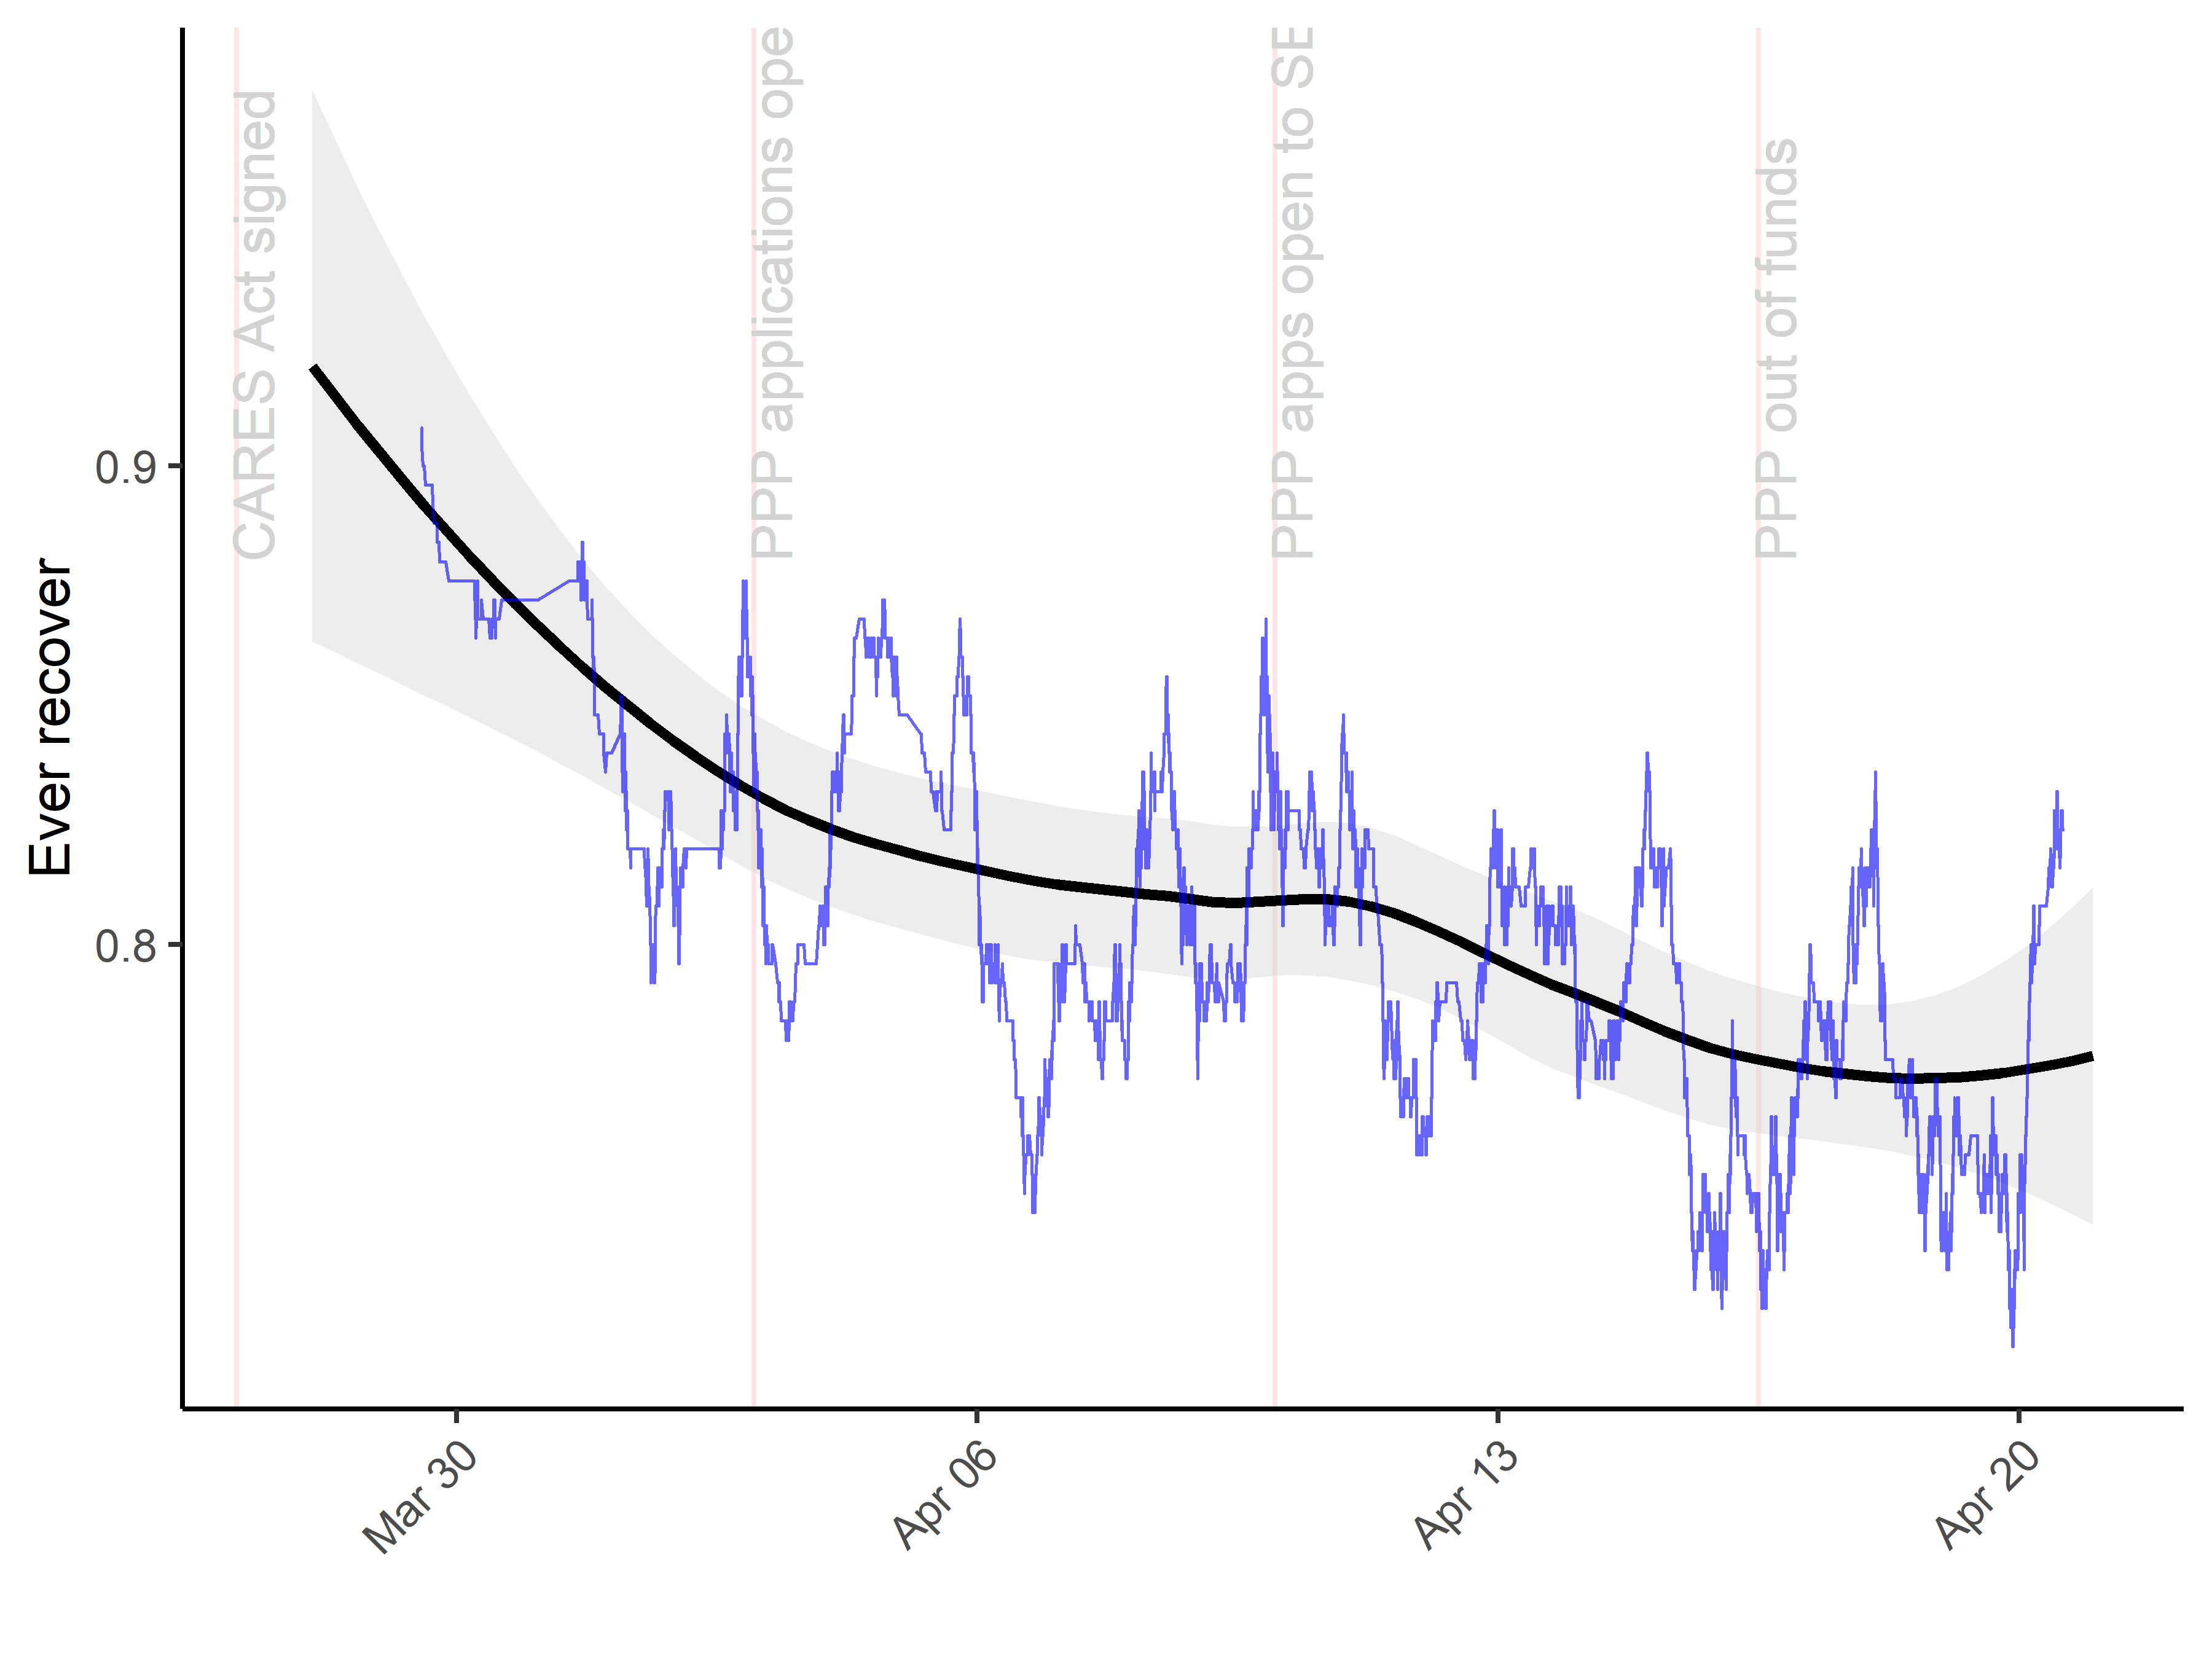 CARES Act signed
PPP applications ope
PPP apps open to SE
PPP out of funds
Ever recover
0.9
0.8
Mar 30
Apr 06
Apr 13
Apr 20